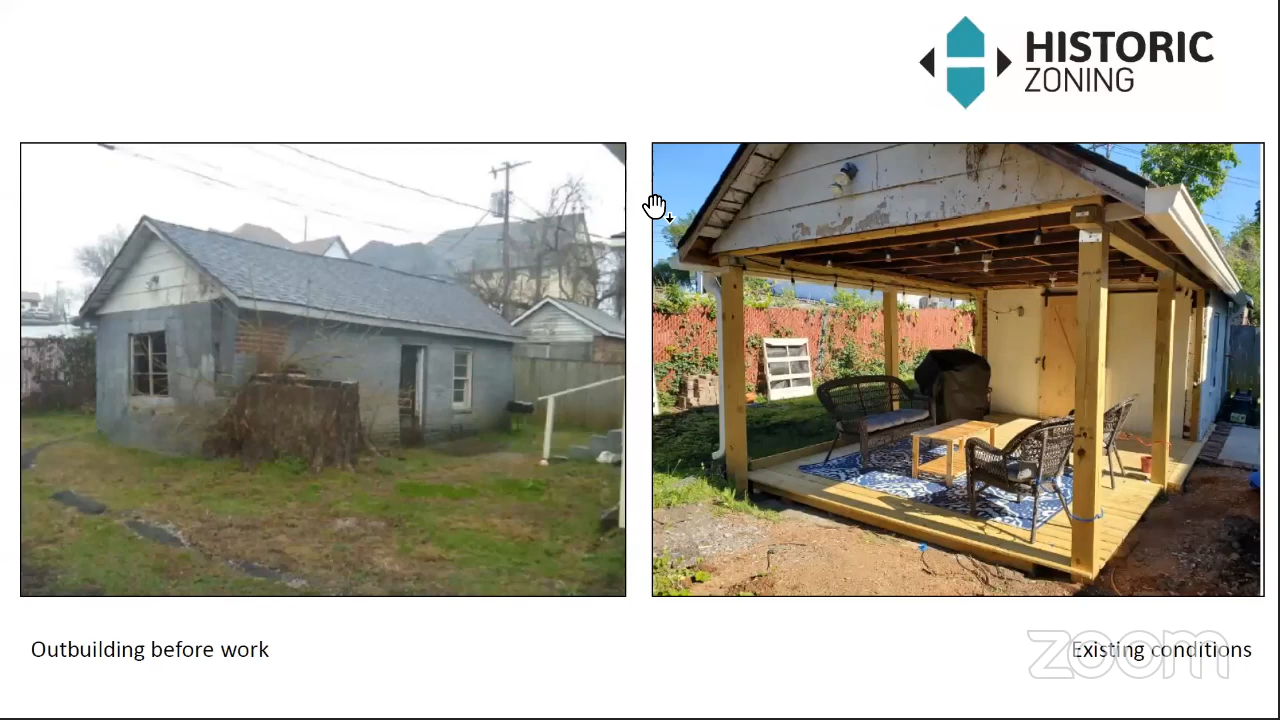 HISTORIC
ZONING
Outbuilding before work
Existing conditions
zoom